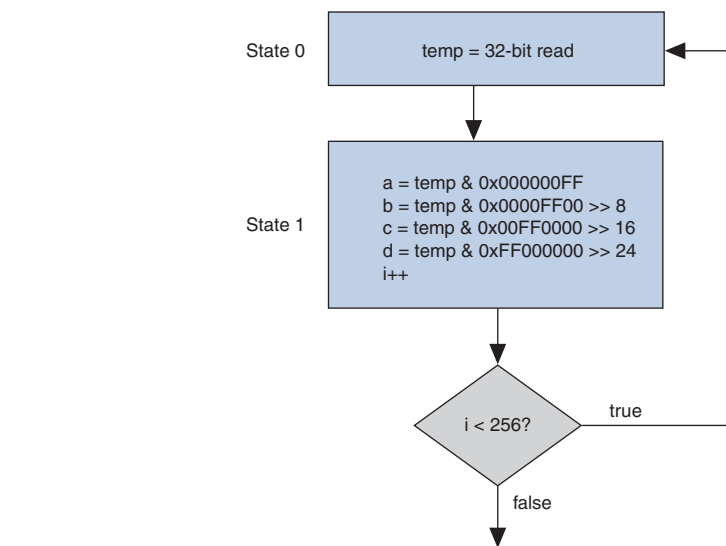 State 0
temp = 32-bit read
State 1
a = temp & 0x000000FF
b = temp & 0x0000FF00 >> 8
c = temp & 0x00FF0000 >> 16
d = temp & 0xFF000000 >> 24
i++
i < 256?
true
false